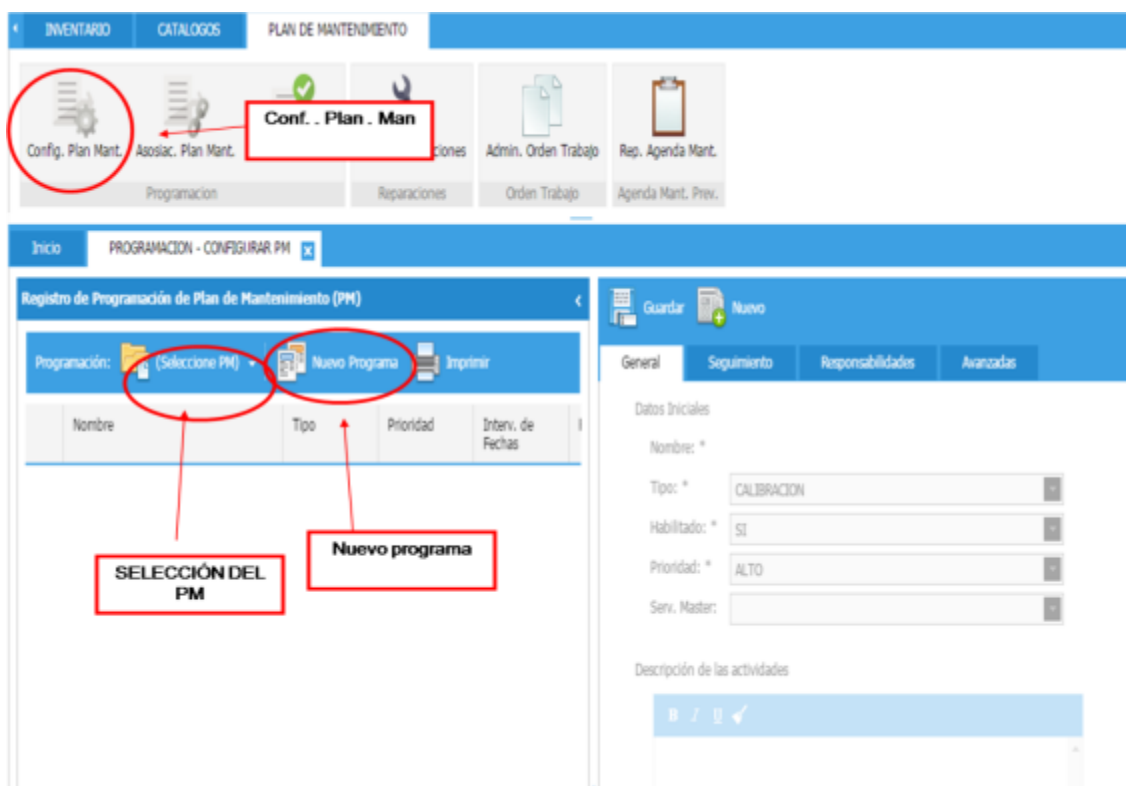 INVENTARIO CATALOGOS PLAN DE MANTENIMIENTO
Conf. . Plan . Man
Config. Plan Mant. Asosiac. Plan Mant. ciones Admin. Orden Trabajo Rep. Agenda Mant.
Programacion Reparaciones Orden Trabajo Agenda Mant. Prev.
Inicio PROGRAMACION - CONFIGURAR PM x
Registro de Programación de Plan de Mantenimiento (PM)
Programación: (Seleccione PM) Nuevo Programa Imprimir
Nombre Tipo Prioridad Interv. de
Fechas
SELECCIÓN DEL
PM
Nuevo programa
Guardar Nuevo
General Seguimiento Responsabilidades Avanzadas
Datos Iniciales
Nombre: *
Tipo: * CALIBRACION
Habilitado: * SI
Prioridad: * ALTO
Serv. Master:
Descripción de las actividades
B I U